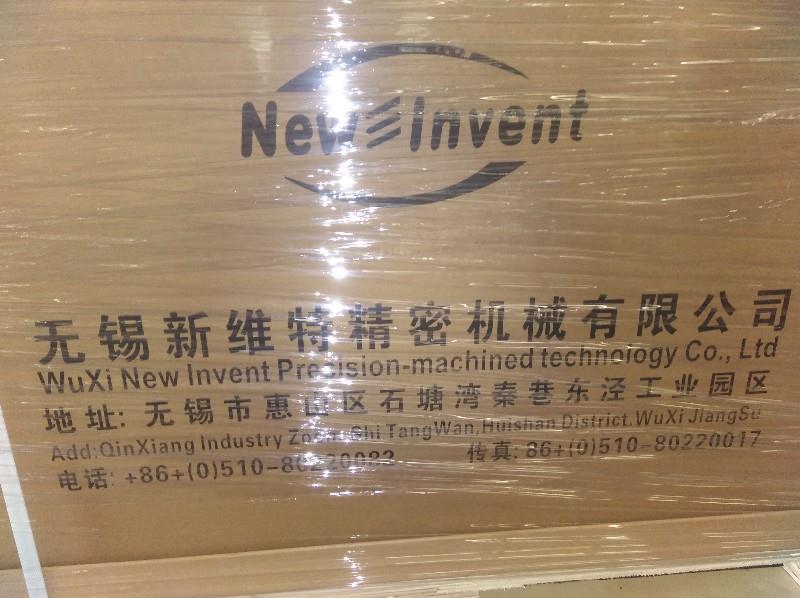 New Invent
无锡新维特精密机械有限公司
WuXi New Invent Precision-machined technology Co., Ltd
地址: 无锡市惠山区石塘湾秦巷东泾工业园区
Add:QinXiang Industry Zone, Shi TangWan,Huishan District.WuXi JiangSu
电话: +86+(0)510-80220083 传真: 86+(0)510-80220017